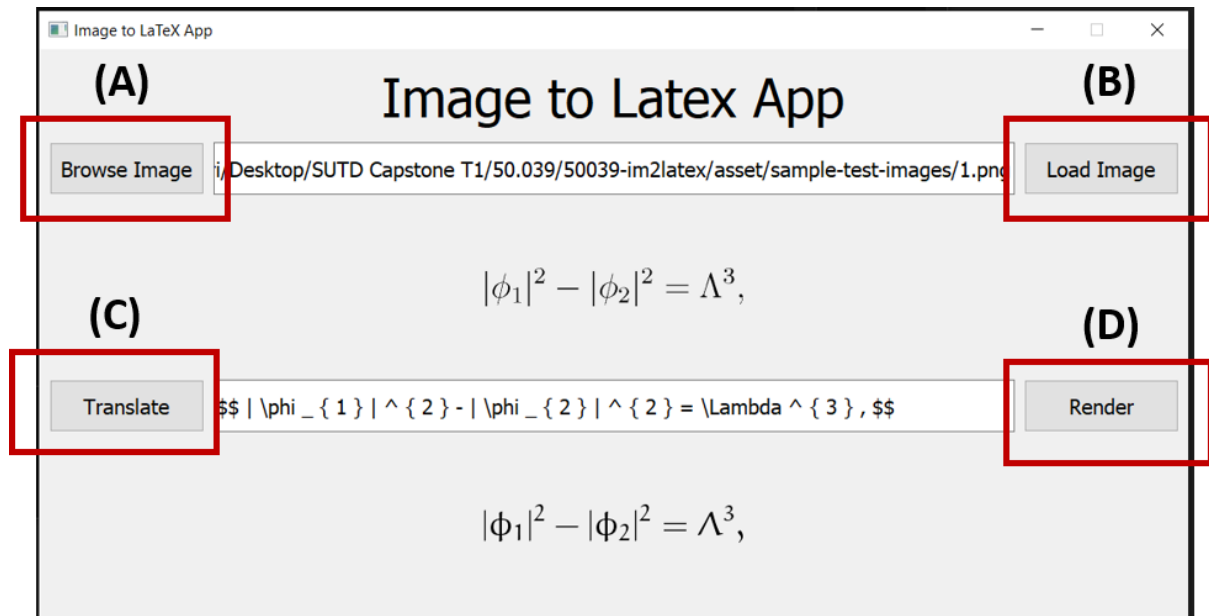 Image to LaTeX App
(A) (B)
Image to Latex App
Browse Image i/Desktop/SUTD Capstone T1/50.039/50039-im2latex/asset/sample-test-images/1.png Load Image
|ϕ₁|² − |ϕ₂|² = Λ³,
(C) (D)
Translate $$ | \phi _ { 1 } | ^ { 2 } - | \phi _ { 2 } | ^ { 2 } = \Lambda ^ { 3 } , $$ Render
|ϕ₁|² − |ϕ₂|² = Λ³,